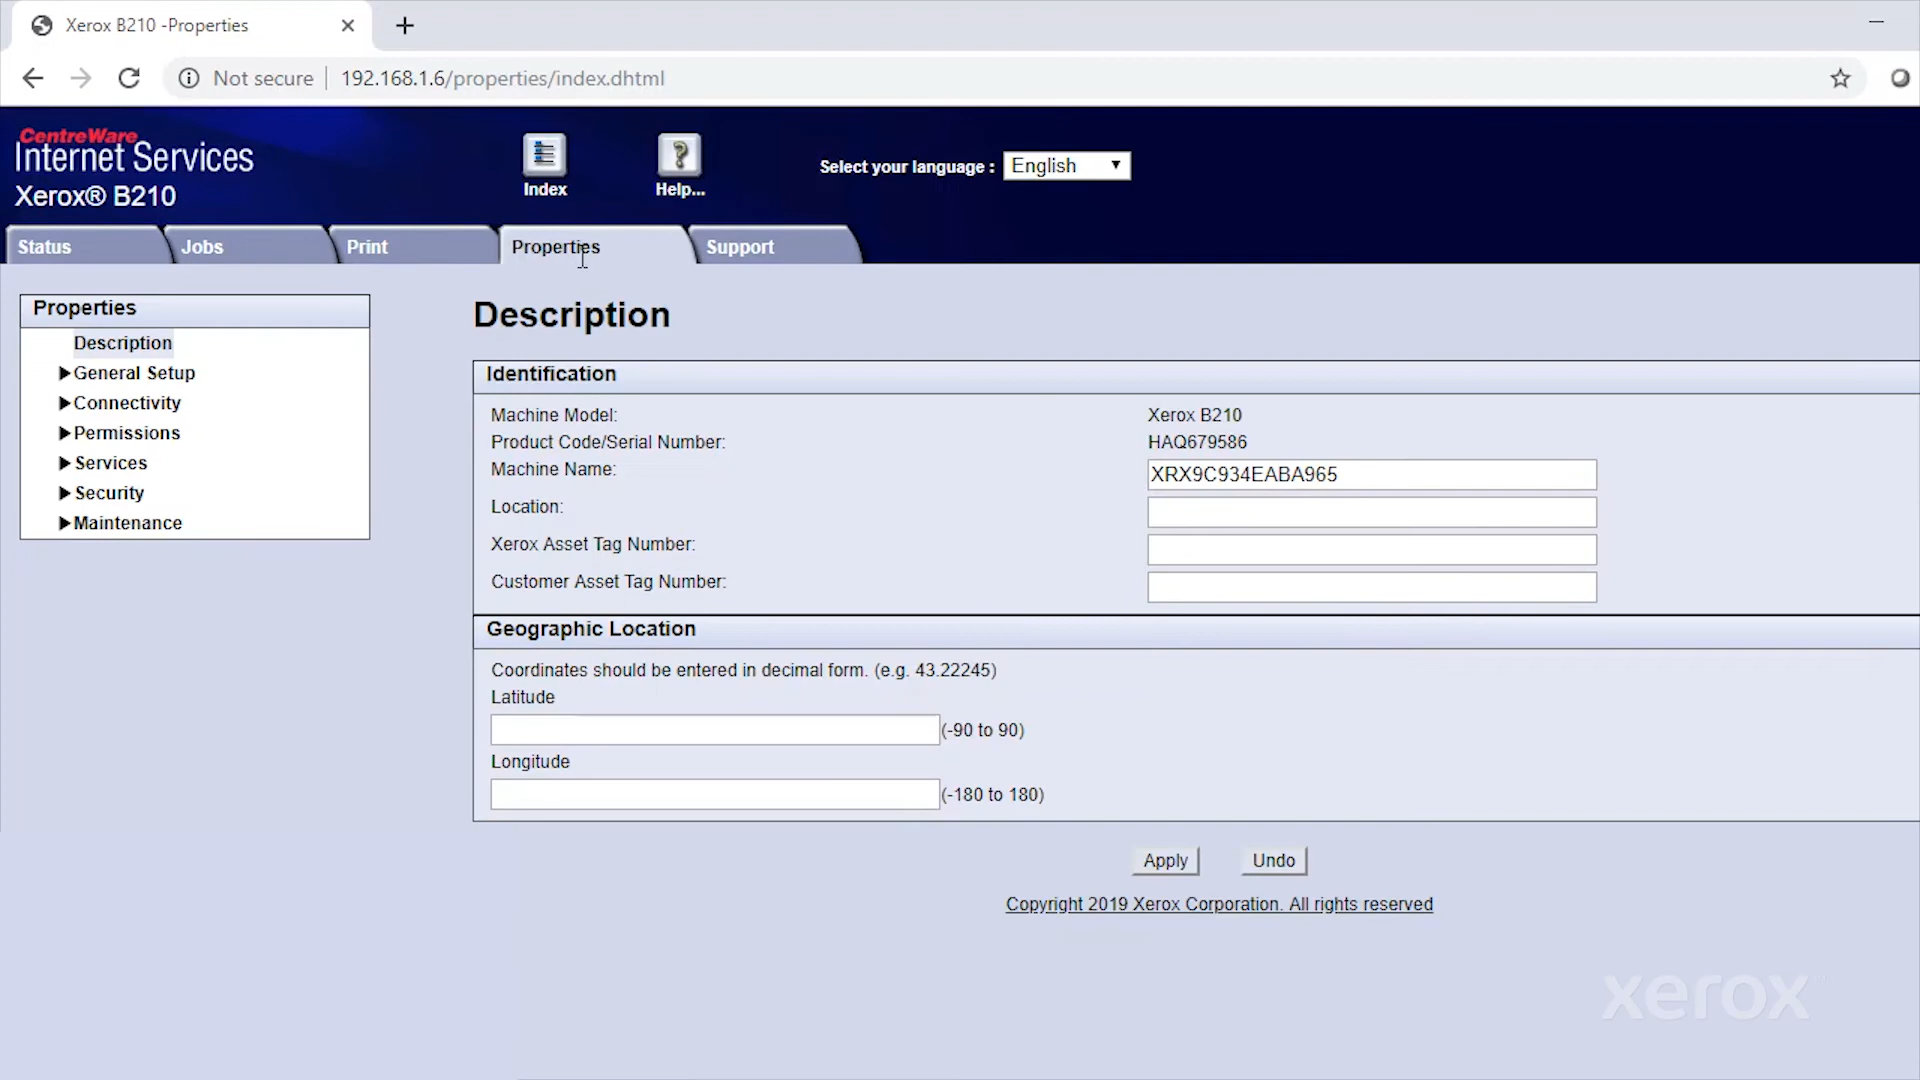 Xerox B210 -Properties
Not secure
192.168.1.6/properties/index.dhtml
CentreWare
Internet Services
Xerox® B210
Index
Help...
Select your language :
English
Status
Jobs
Print
Properties
Support
Properties
Description
General Setup
Connectivity
Permissions
Services
Security
Maintenance
Description
Identification
Machine Model:
Xerox B210
Product Code/Serial Number:
HAQ679586
Machine Name:
XRX9C934EABA965
Location:
Xerox Asset Tag Number:
Customer Asset Tag Number:
Geographic Location
Coordinates should be entered in decimal form. (e.g. 43.22245)
Latitude
(-90 to 90)
Longitude
(-180 to 180)
Apply
Undo
Copyright 2019 Xerox Corporation. All rights reserved
xerox™